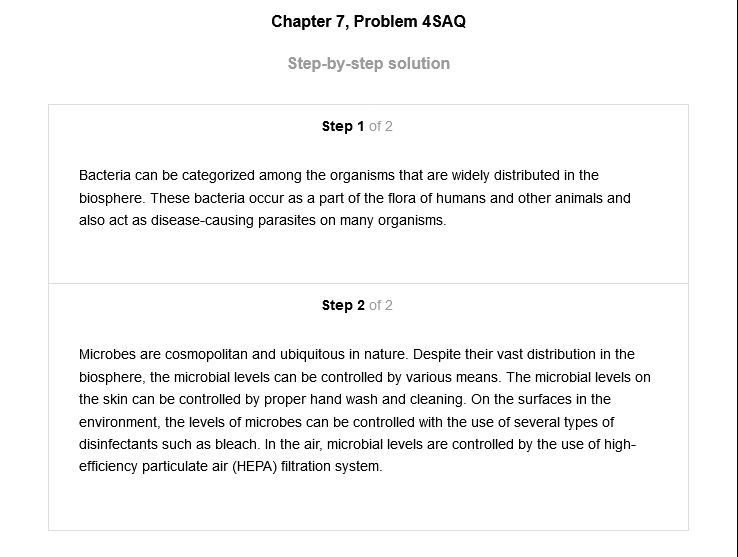 Chapter 7, Problem 4SAQ
Step-by-step solution
Step 1 of 2
Bacteria can be categorized among the organisms that are widely distributed in the
biosphere. These bacteria occur as a part of the flora of humans and other animals and
also act as disease-causing parasites on many organisms.
Step 2 of 2
Microbes are cosmopolitan and ubiquitous in nature. Despite their vast distribution in the
biosphere, the microbial levels can be controlled by various means. The microbial levels on
the skin can be controlled by proper hand wash and cleaning. On the surfaces in the
environment, the levels of microbes can be controlled with the use of several types of
disinfectants such as bleach. In the air, microbial levels are controlled by the use of high-
efficiency particulate air (HEPA) filtration system.